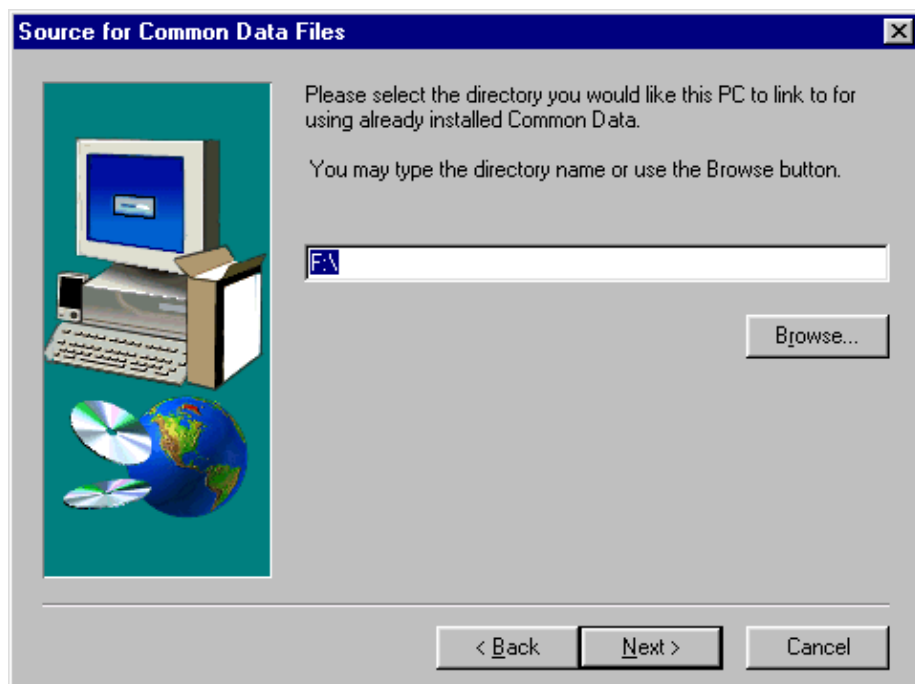 Source for Common Data Files
Please select the directory you would like this PC to link to for
using already installed Common Data.
You may type the directory name or use the Browse button.
F:\
Browse...
< Back
Next >
Cancel